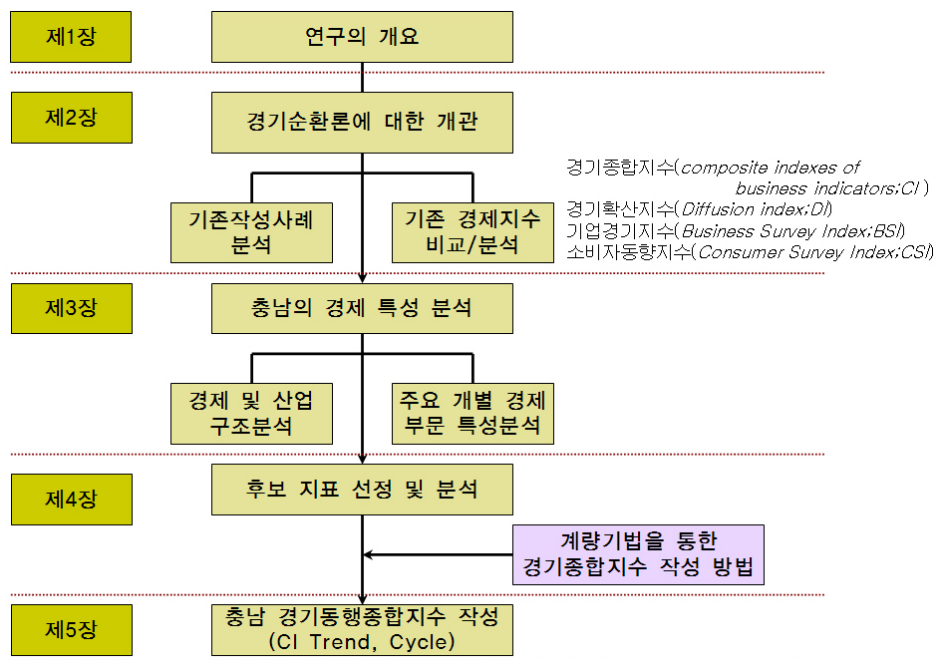 제1장
연구의 개요
제2장
경기순환론에 대한 개관
경기종합지수(composite indexes of
business indicators;CI)
경기확산지수(Diffusion index;DI)
기업경기지수(Business Survey Index;BSI)
소비자동향지수(Consumer Survey Index;CSI)
기존작성사례
분석
기존 경제지수
비교/분석
제3장
충남의 경제 특성 분석
경제 및 산업
구조분석
주요 개별 경제
부문 특성분석
제4장
후보 지표 선정 및 분석
계량기법을 통한
경기종합지수 작성 방법
제5장
충남 경기동행종합지수 작성
(CI Trend, Cycle)